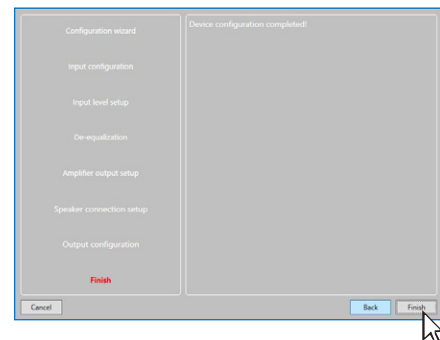 Configuration wizard
Input configuration
Input level setup
De-equalization
Amplifier output setup
Speaker connection setup
Output configuration
Finish
Device configuration completed!
Cancel
Back
Finish